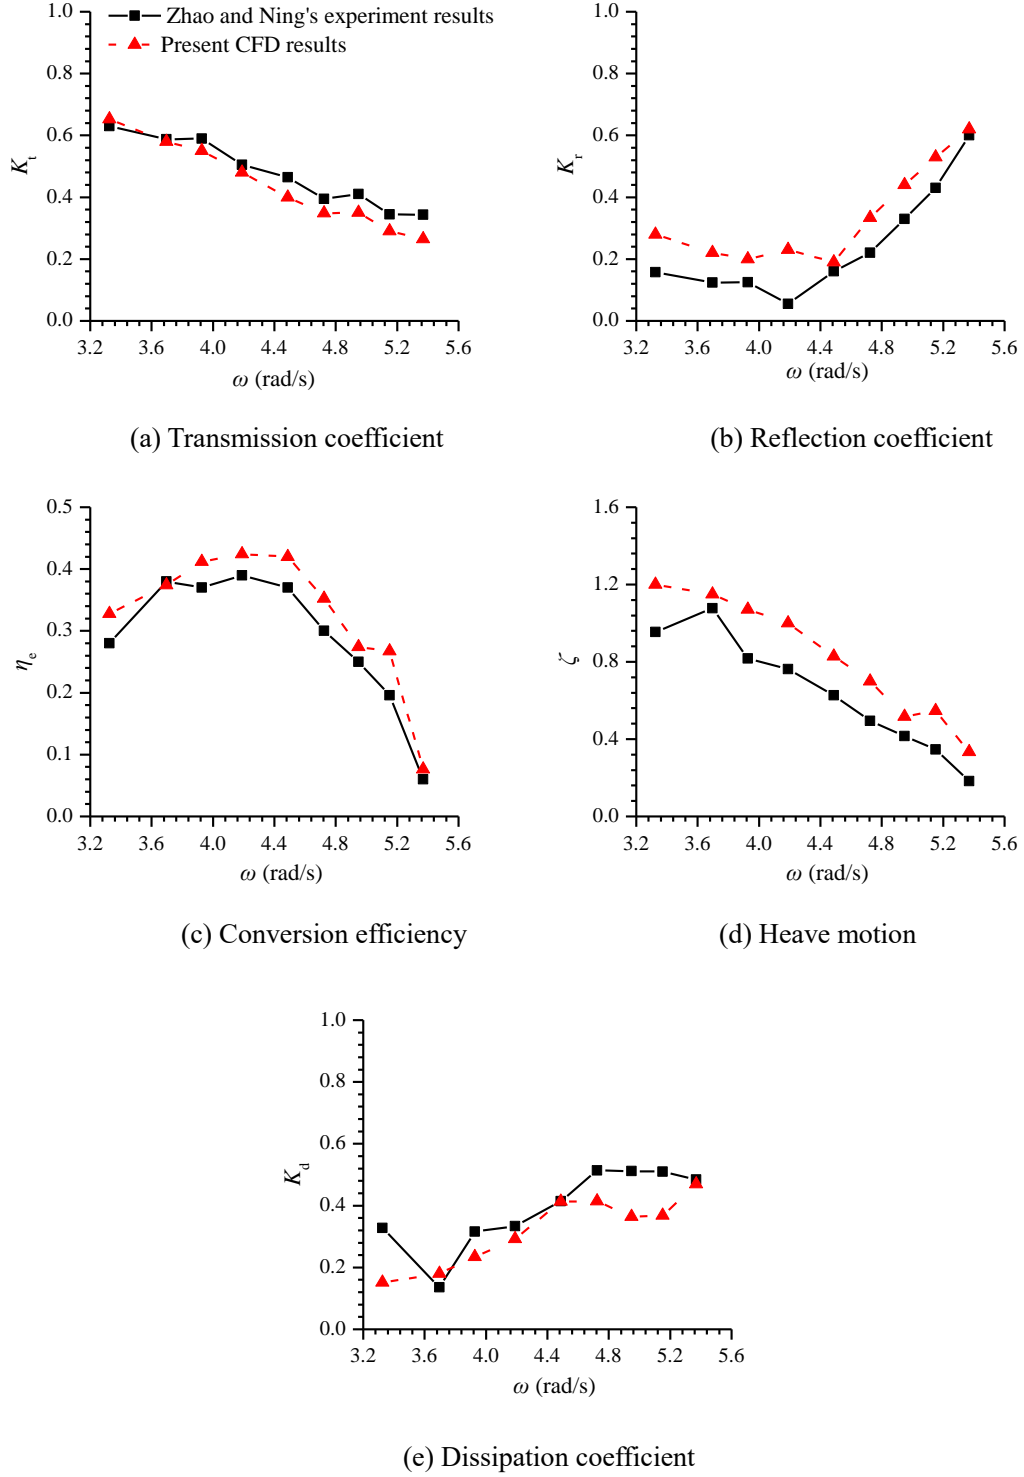 Zhao and Ning's experiment results
Present CFD results
1.0
0.8
0.6
0.4
0.2
0.0
Kt
3.2 3.6 4.0 4.4 4.8 5.2 5.6
ω (rad/s)
(a) Transmission coefficient
1.0
0.8
0.6
0.4
0.2
0.0
Kr
3.2 3.6 4.0 4.4 4.8 5.2 5.6
ω (rad/s)
(b) Reflection coefficient
0.5
0.4
0.3
0.2
0.1
0.0
ηe
3.2 3.6 4.0 4.4 4.8 5.2 5.6
ω (rad/s)
(c) Conversion efficiency
1.6
1.2
0.8
0.4
0.0
ζ
3.2 3.6 4.0 4.4 4.8 5.2 5.6
ω (rad/s)
(d) Heave motion
1.0
0.8
0.6
0.4
0.2
0.0
Kd
3.2 3.6 4.0 4.4 4.8 5.2 5.6
ω (rad/s)
(e) Dissipation coefficient